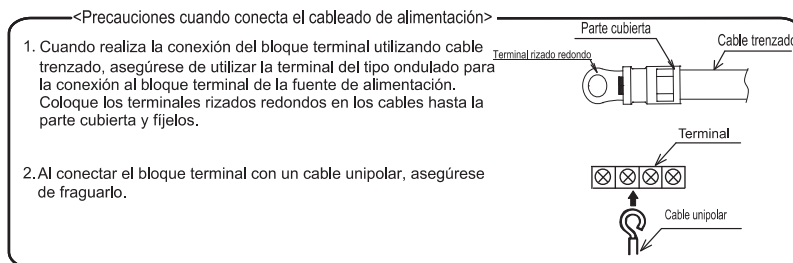 <Precauciones cuando conecta el cableado de alimentación>
1. Cuando realiza la conexión del bloque terminal utilizando cable
trenzado, asegúrese de utilizar la terminal del tipo ondulado para
la conexión al bloque terminal de la fuente de alimentación.
Coloque los terminales rizados redondos en los cables hasta la
parte cubierta y fíjelos.
Parte cubierta
Terminal rizado redondo
Cable trenzado
2. Al conectar el bloque terminal con un cable unipolar, asegúrese
de fraguarlo.
Terminal
Cable unipolar